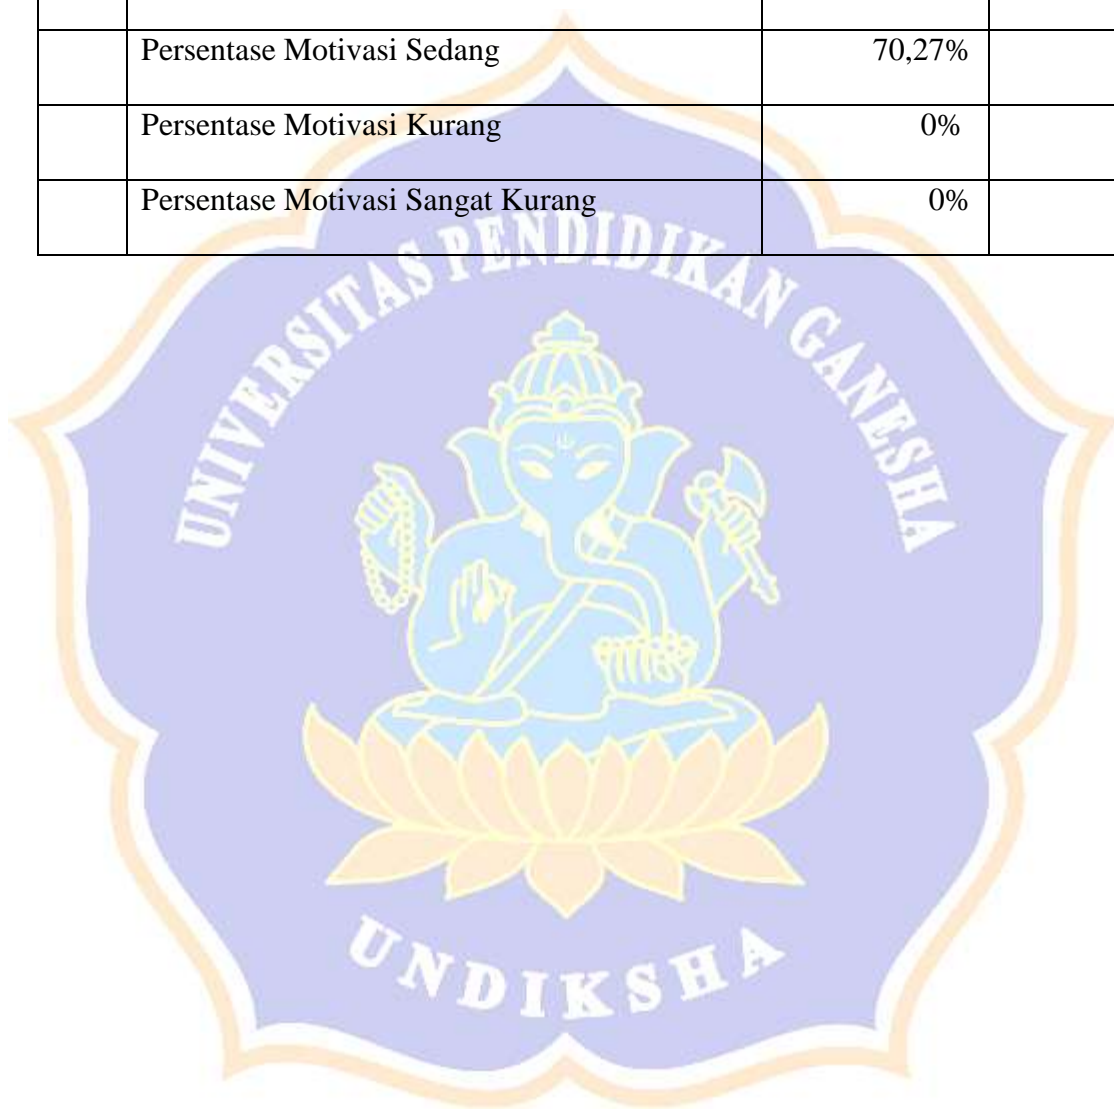 Persentase Motivasi Sedang 70,27%
Persentase Motivasi Kurang 0%
Persentase Motivasi Sangat Kurang 0%
UNIVERSITAS PENDIDIKAN GANESHA
UNDIKSHA